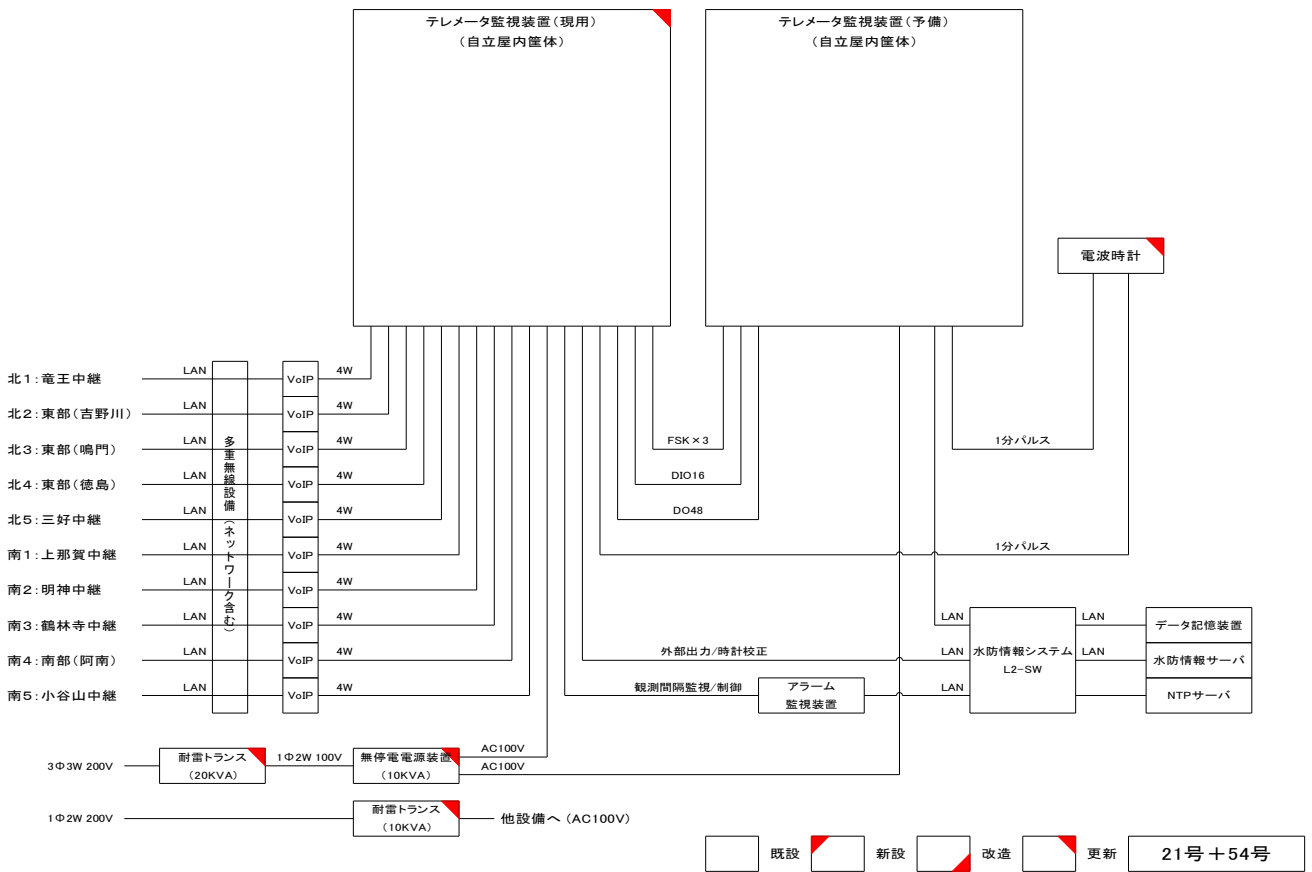 テレメータ監視装置(現用)
(自立屋内筐体)
テレメータ監視装置(予備)
(自立屋内筐体)
電波時計
北1:竜王中継
LAN
VoIP
4W
北2:東部(吉野川)
LAN
VoIP
4W
北3:東部(鳴門)
LAN
VoIP
4W
FSK×3
1分パルス
北4:東部(徳島)
LAN
VoIP
4W
DIO16
北5:三好中継
LAN
VoIP
4W
DO48
南1:上那賀中継
LAN
VoIP
4W
1分パルス
南2:明神中継
LAN
VoIP
4W
南3:鶴林寺中継
LAN
VoIP
4W
LAN
LAN
データ記憶装置
南4:南部(阿南)
LAN
VoIP
4W
外部出力/時計校正
LAN
水防情報システム
L2-SW
LAN
水防情報サーバ
南5:小谷山中継
LAN
VoIP
4W
観測間隔監視/制御
アラーム
監視装置
LAN
LAN
NTPサーバ
多重無線設備(ネットワーク含む)
3Φ3W 200V
耐雷トランス
(20KVA)
1Φ2W 100V
無停電電源装置
(10KVA)
AC100V
AC100V
1Φ2W 200V
耐雷トランス
(10KVA)
他設備へ(AC100V)
既設
新設
改造
更新
21号+54号